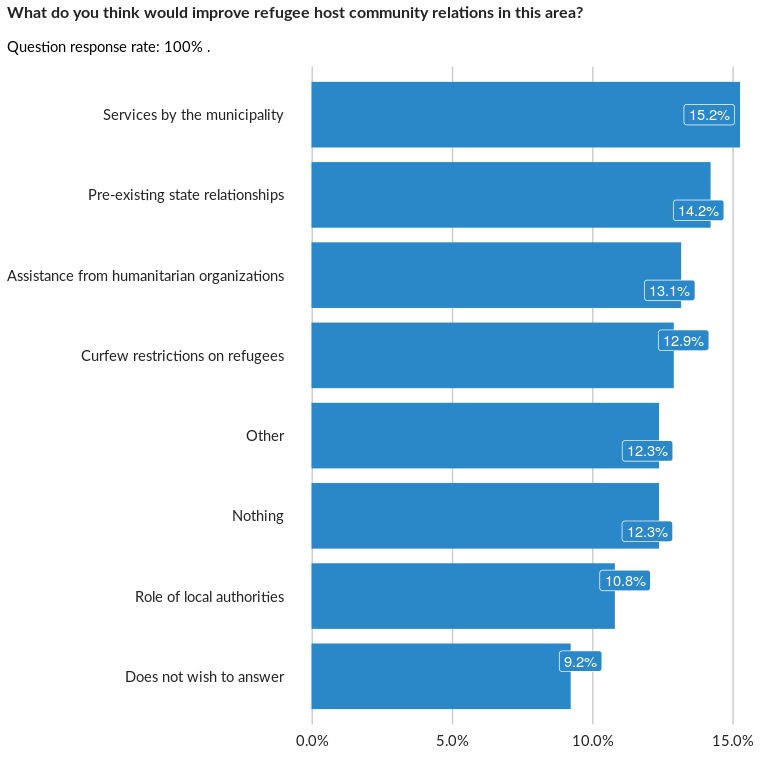 What do you think would improve refugee host community relations in this area?
Question response rate: 100% .
Services by the municipality 15.2%
Pre-existing state relationships 14.2%
Assistance from humanitarian organizations 13.1%
Curfew restrictions on refugees 12.9%
Other 12.3%
Nothing 12.3%
Role of local authorities 10.8%
Does not wish to answer 9.2%
0.0% 5.0% 10.0% 15.0%